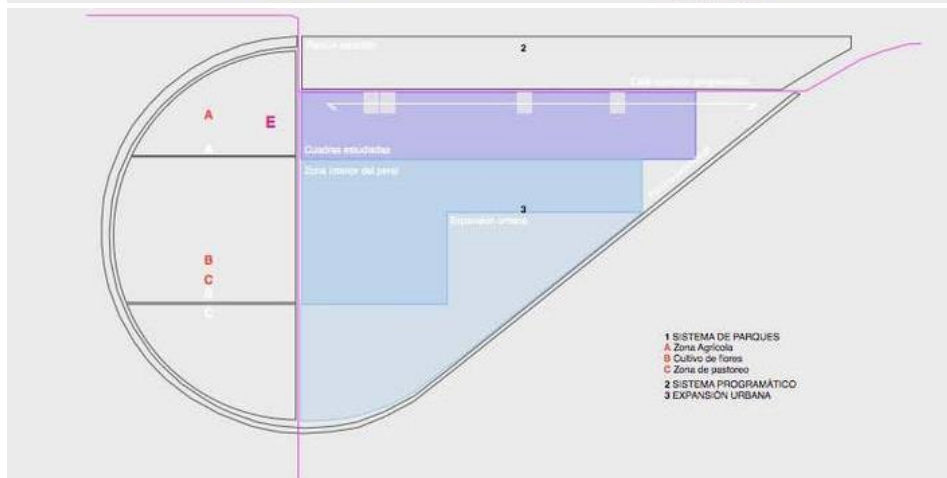 2
A
E
A
Cuadras estudiadas
Zona interior del peral
3
Expansión urbana
B
C
B
C
1 SISTEMA DE PARQUES
A Zona Agrícola
B Cultivo de flores
C Zona de pastoreo
2 SISTEMA PROGRAMÁTICO
3 EXPANSIÓN URBANA